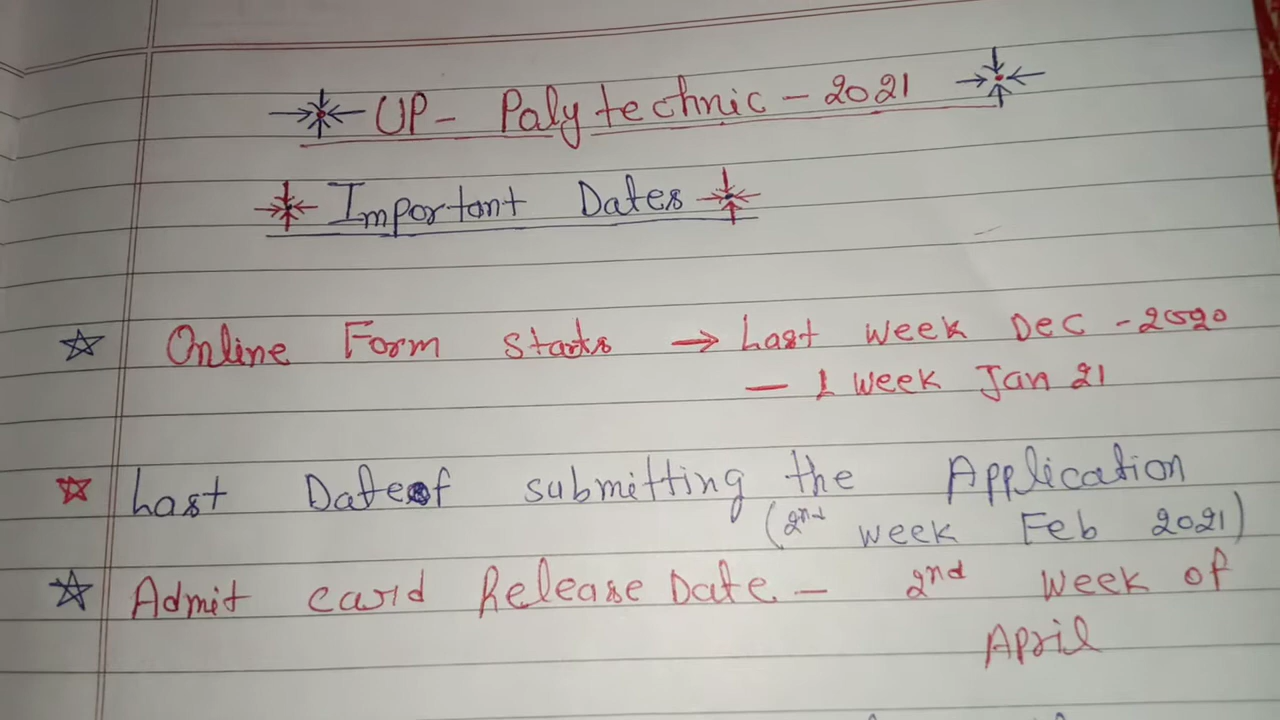 UP- Palytechnic - 2021
Important Dates
Online Form starts → Last week Dec - 2020
- 1 week Jan 21
Last Date of submitting the Application
(2nd week Feb 2021)
Admit card Release Date - 2nd week of
April